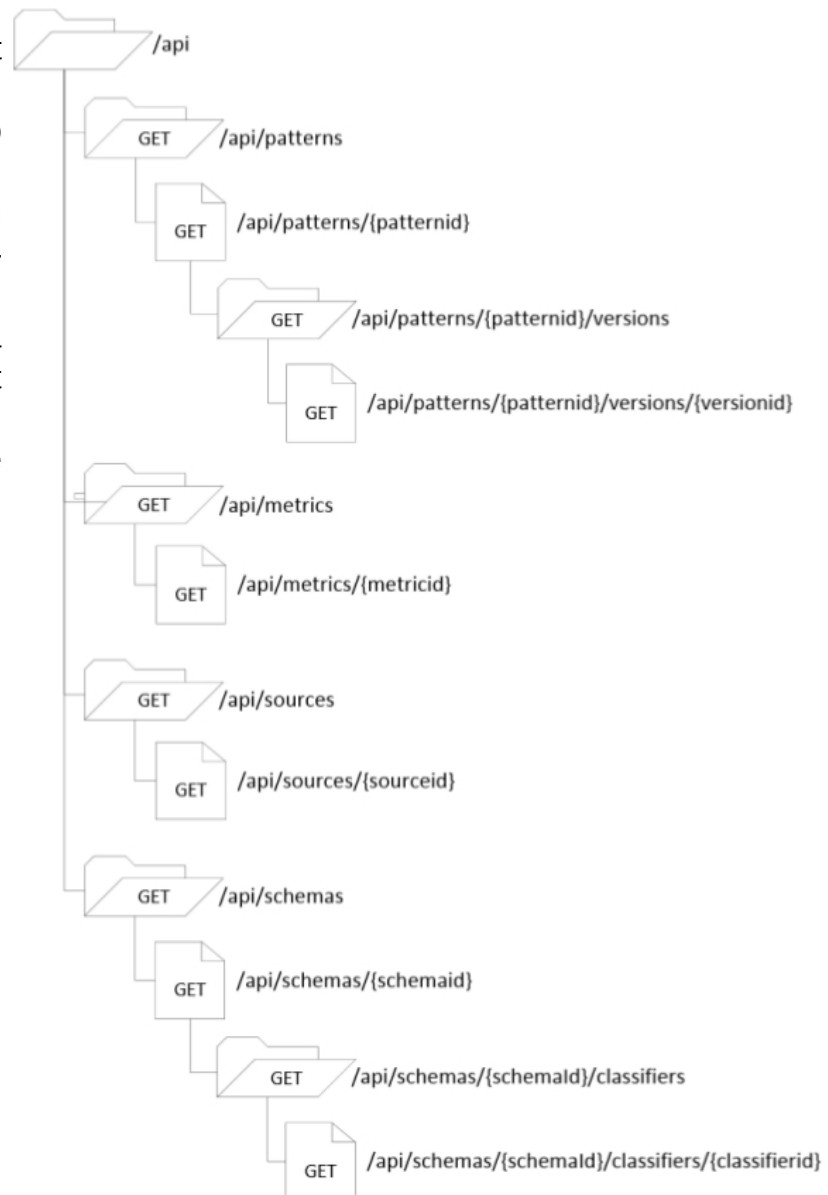 /api
GET /api/patterns
GET /api/patterns/{patternid}
GET /api/patterns/{patternid}/versions
GET /api/patterns/{patternid}/versions/{versionid}
GET /api/metrics
GET /api/metrics/{metricid}
GET /api/sources
GET /api/sources/{sourceid}
GET /api/schemas
GET /api/schemas/{schemaid}
GET /api/schemas/{schemaId}/classifiers
GET /api/schemas/{schemaId}/classifiers/{classifierid}